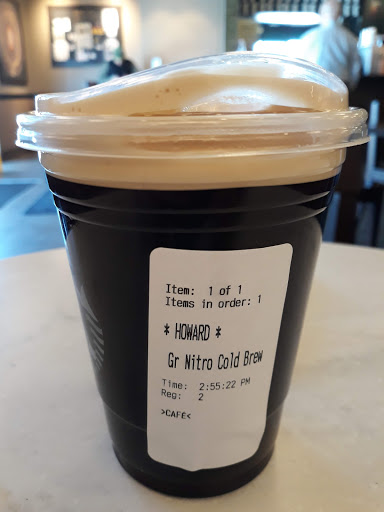 Item: 1 of 1
Items in order: 1
* HOWARD *
Gr Nitro Cold Brew
Time: 2:55:22 PM
Reg: 2
>CAFÉ<